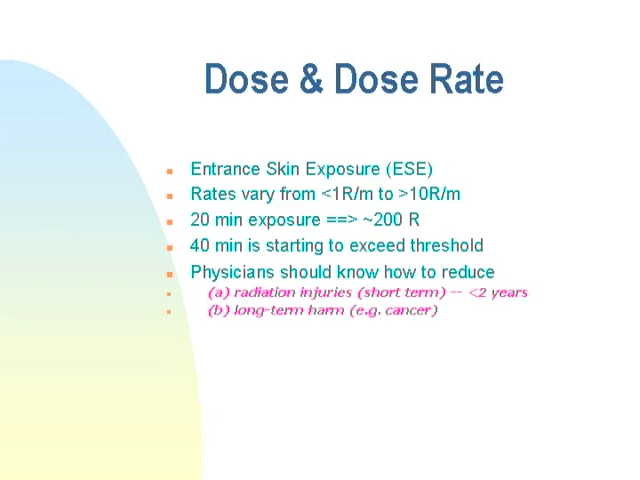 Dose & Dose Rate
Entrance Skin Exposure (ESE)
Rates vary from <1R/m to >10R/m
20 min exposure ==> ~200 R
40 min is starting to exceed threshold
Physicians should know how to reduce
(a) radiation injuries (short term) -- <2 years
(b) long-term harm (e.g. cancer)